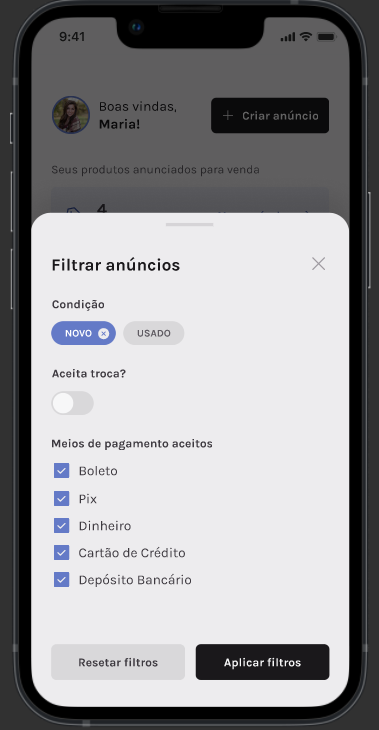 9:41
Boas vindas,
Maria!
+ Criar anúncio
Seus produtos anunciados para venda
4
Filtrar anúncios
Condição
NOVO
USADO
Aceita troca?
Meios de pagamento aceitos
Boleto
Pix
Dinheiro
Cartão de Crédito
Depósito Bancário
Resetar filtros
Aplicar filtros